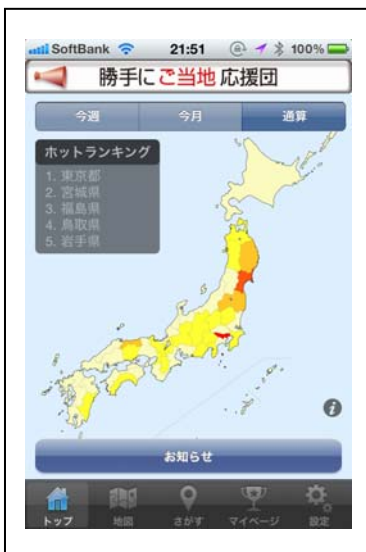 SoftBank 21:51 100%
勝手にご当地応援団
今週 今月 通算
ホットランキング
1. 東京都
2. 宮城県
3. 福島県
4. 鳥取県
5. 岩手県
お知らせ
トップ 地図 さがす マイページ 設定